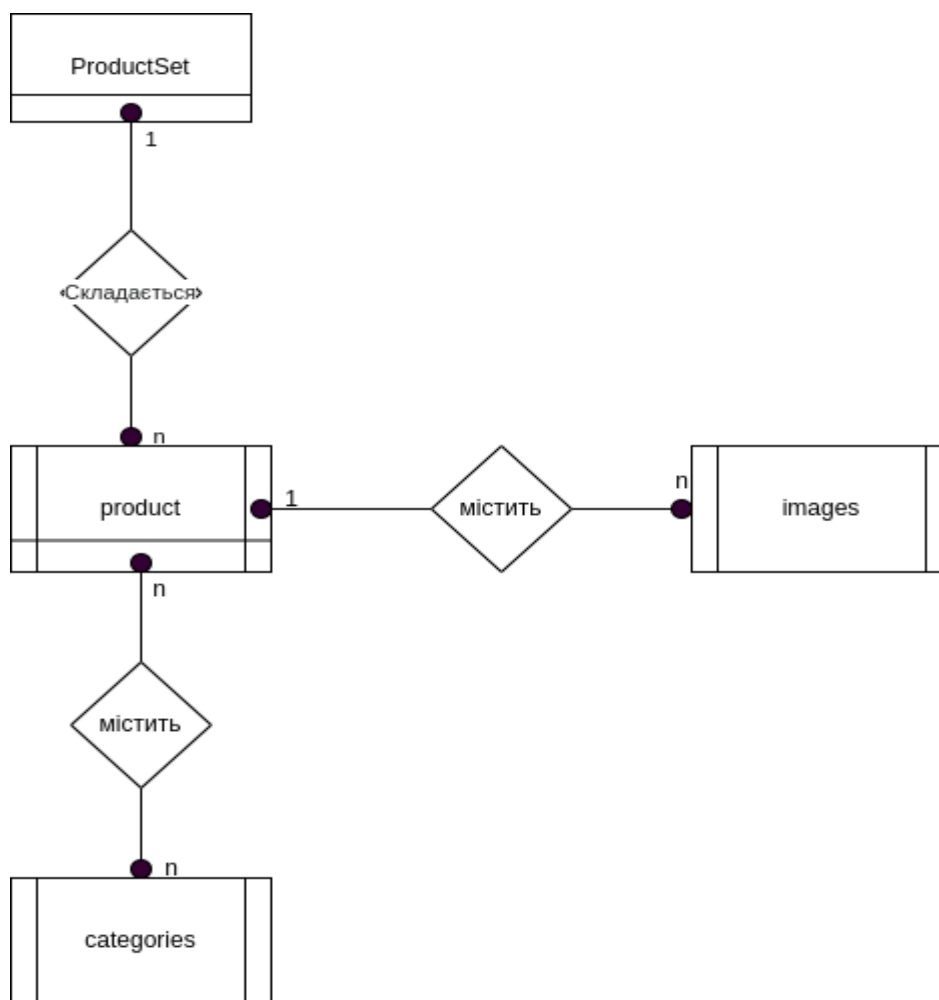 ProductSet
1
Складається
n
product
1
містить
n
images
n
містить
n
categories